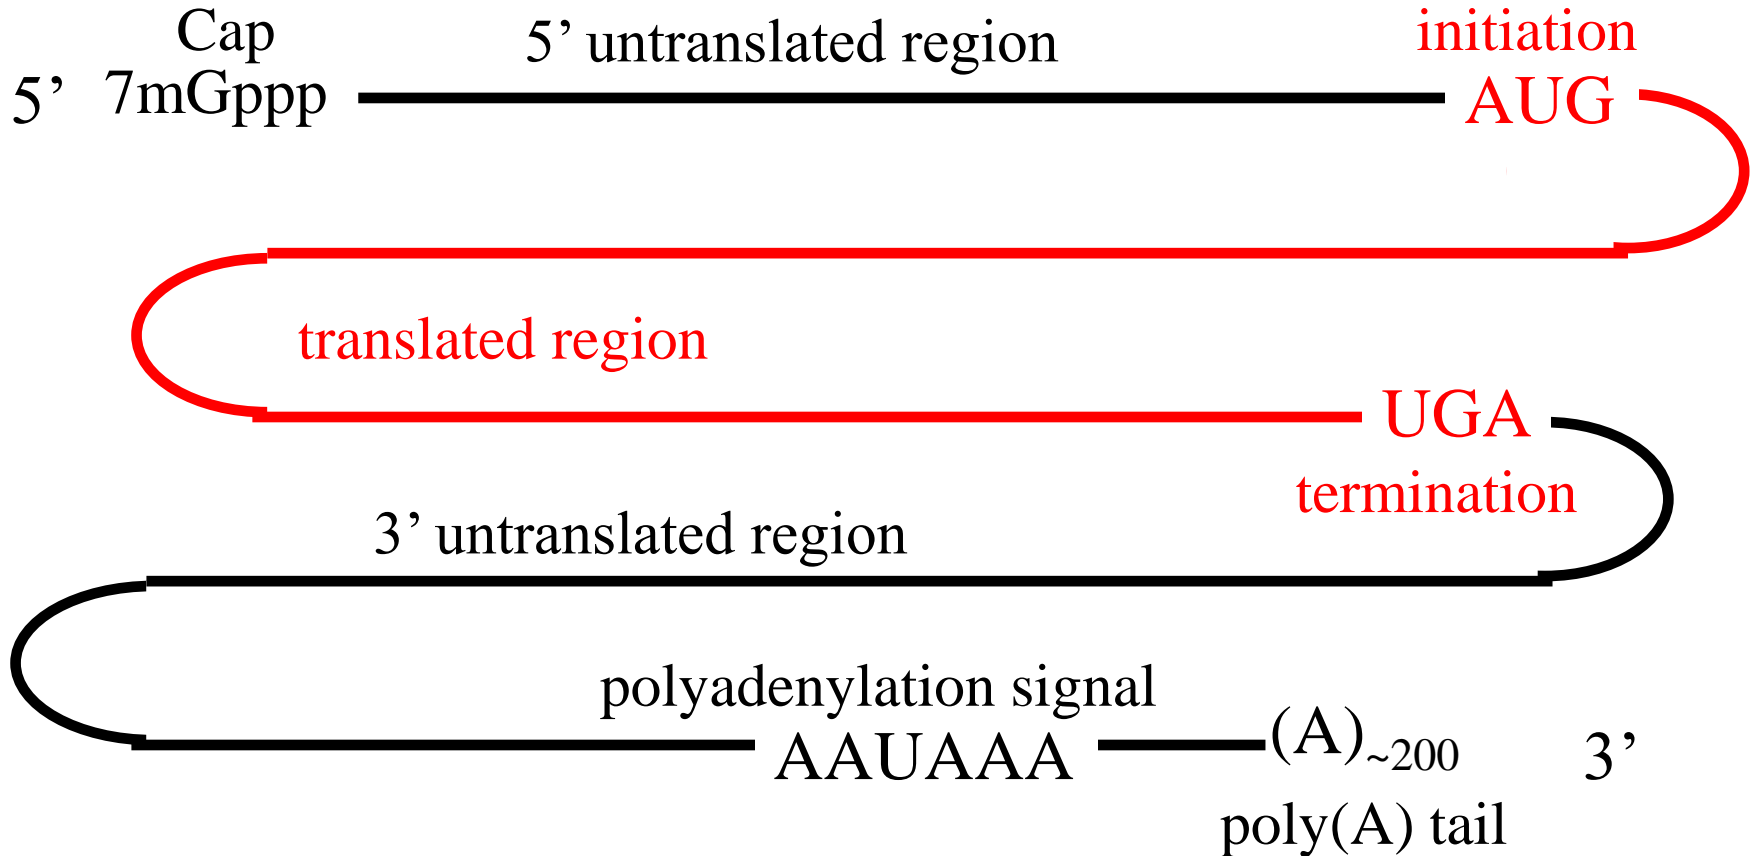 Cap
5’ untranslated region
initiation
5’ 7mGppp
AUG
translated region
UGA
termination
3’ untranslated region
polyadenylation signal
AAUAAA
(A)~200
3’
poly(A) tail